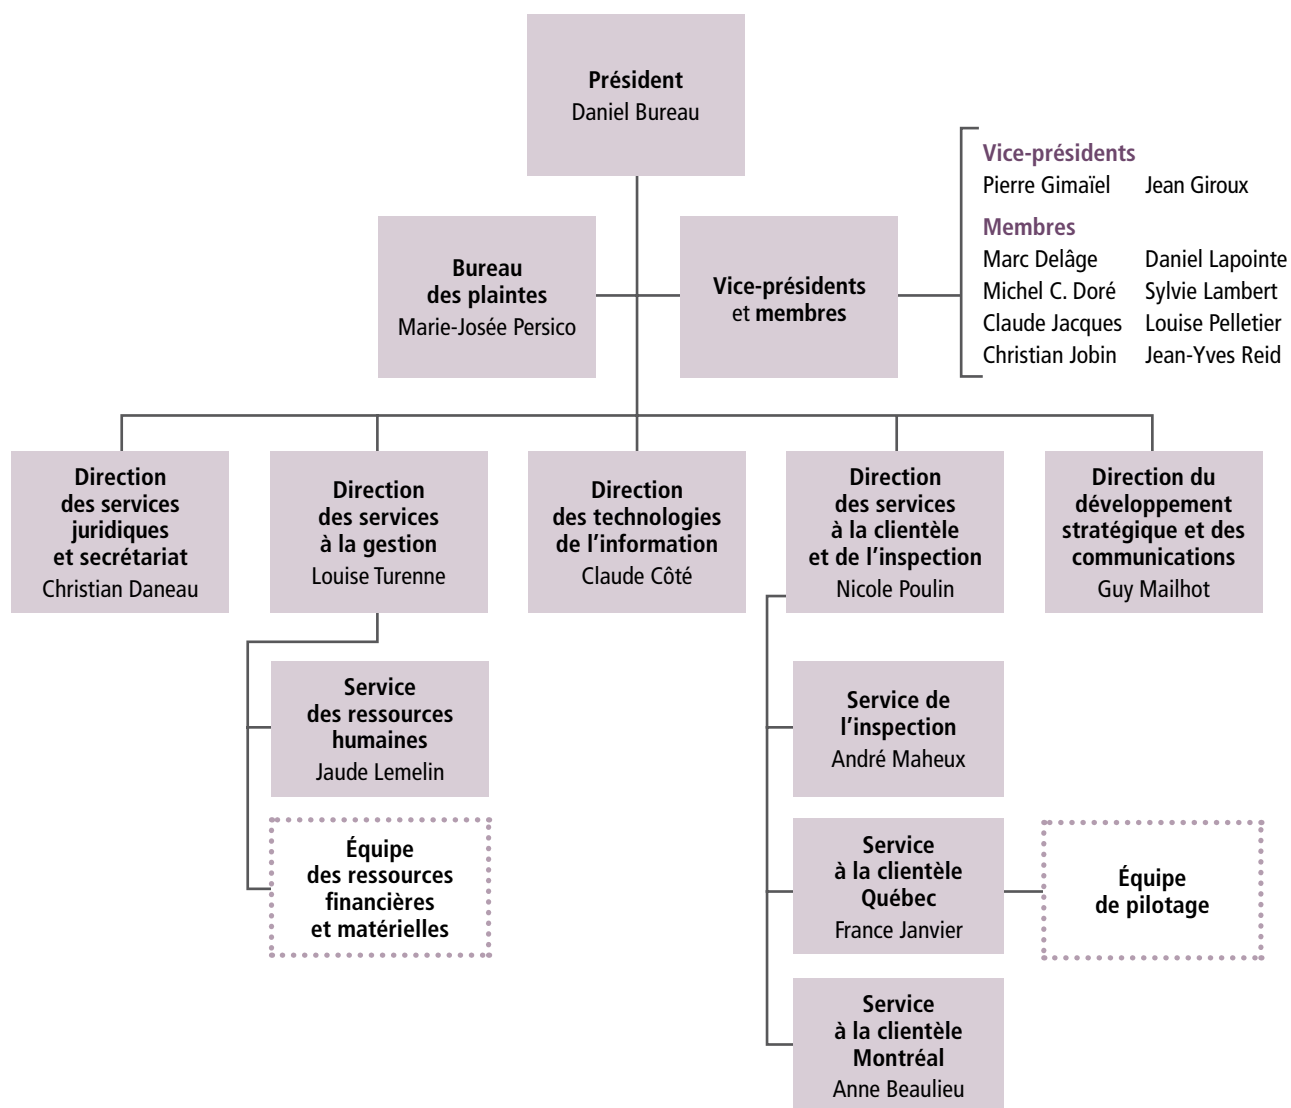 Président
Daniel Bureau
Bureau
des plaintes
Marie-Josée Persico
Vice-présidents
et membres
Vice-présidents
Pierre Gimaïel Jean Giroux
Membres
Marc Delâge Daniel Lapointe
Michel C. Doré Sylvie Lambert
Claude Jacques Louise Pelletier
Christian Jobin Jean-Yves Reid
Direction
des services
juridiques
et secrétariat
Christian Daneau
Direction
des services
à la gestion
Louise Turenne
Direction
des technologies
de l'information
Claude Côté
Direction
des services
à la clientèle
et de l'inspection
Nicole Poulin
Direction du
développement
stratégique et des
communications
Guy Mailhot
Service
des ressources
humaines
Jaude Lemelin
Équipe
des ressources
financières
et matérielles
Service de
l'inspection
André Maheux
Service
à la clientèle
Québec
France Janvier
Équipe
de pilotage
Service
à la clientèle
Montréal
Anne Beaulieu